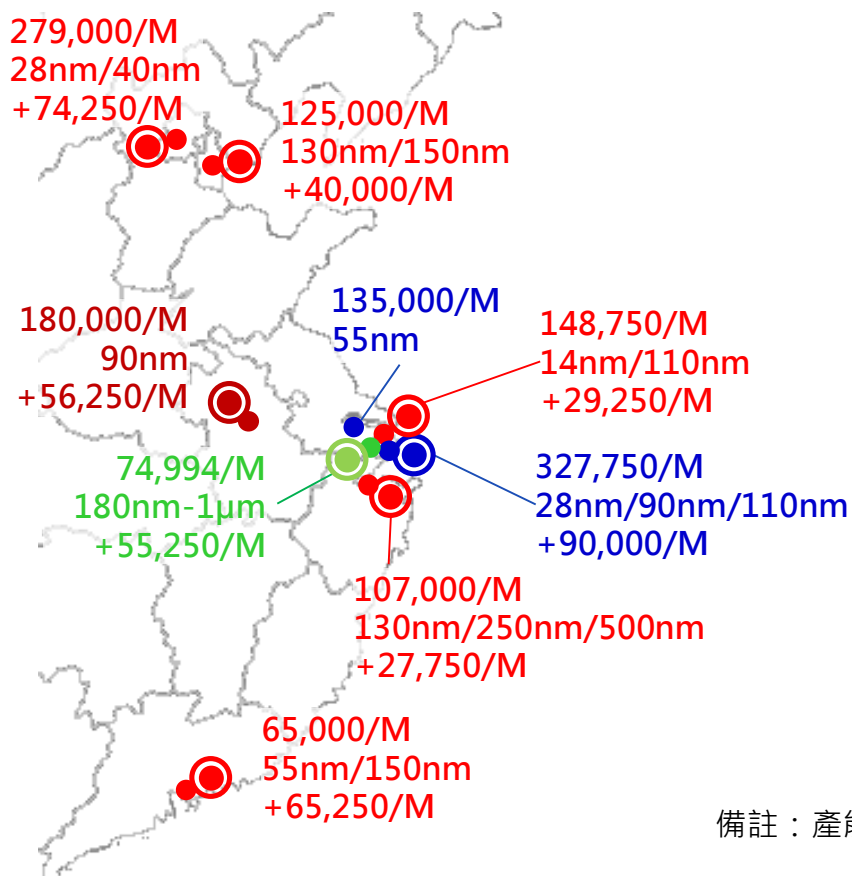 279,000/M
28nm/40nm
+74,250/M
125,000/M
130nm/150nm
+40,000/M
180,000/M
90nm
+56,250/M
135,000/M
55nm
148,750/M
14nm/110nm
+29,250/M
74,994/M
180nm-1μm
+55,250/M
327,750/M
28nm/90nm/110nm
+90,000/M
107,000/M
130nm/250nm/500nm
+27,750/M
65,000/M
55nm/150nm
+65,250/M
備註：產